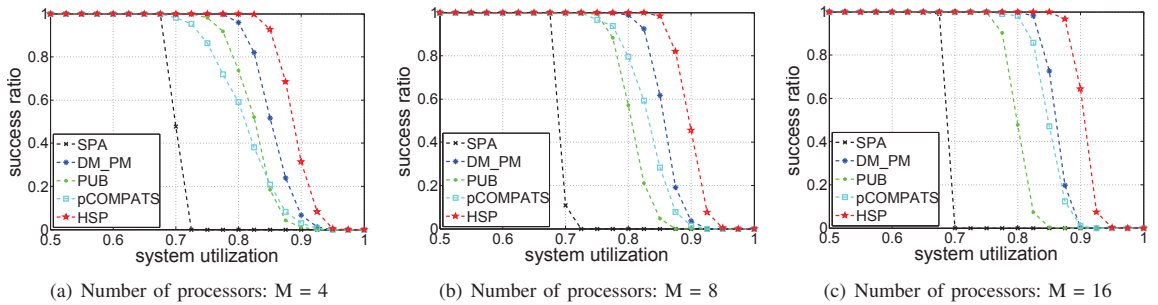 success ratio
1
0.8
0.6
0.4
0.2
0
SPA
DM_PM
PUB
pCOMPATS
HSP
0.5 0.6 0.7 0.8 0.9 1
system utilization
(a) Number of processors: M = 4
success ratio
1
0.8
0.6
0.4
0.2
0
SPA
DM_PM
PUB
pCOMPATS
HSP
0.5 0.6 0.7 0.8 0.9 1
system utilization
(b) Number of processors: M = 8
success ratio
1
0.8
0.6
0.4
0.2
0
SPA
DM_PM
PUB
pCOMPATS
HSP
0.5 0.6 0.7 0.8 0.9 1
system utilization
(c) Number of processors: M = 16